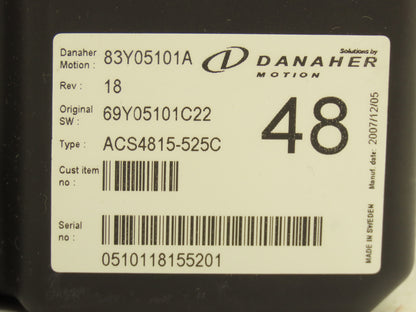 Danaher Motion : 83Y05101A
Solutions by
DANAHER
MOTION
Rev : 18
Original SW : 69Y05101C22
48
Type : ACS4815-525C
Cust item no :
Serial no :
0510118155201
Manuf. date: 2007/12/05
MADE IN SWEDEN